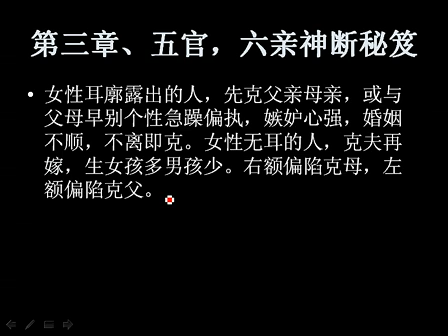 第三章、五官，六亲神断秘笈
• 女性耳廓露出的人，先克父亲母亲，或与
父母早别个性急躁偏执，嫉妒心强，婚姻
不顺，不离即克。女性无耳的人，克夫再
嫁，生女孩多男孩少。右额偏陷克母，左
额偏陷克父。